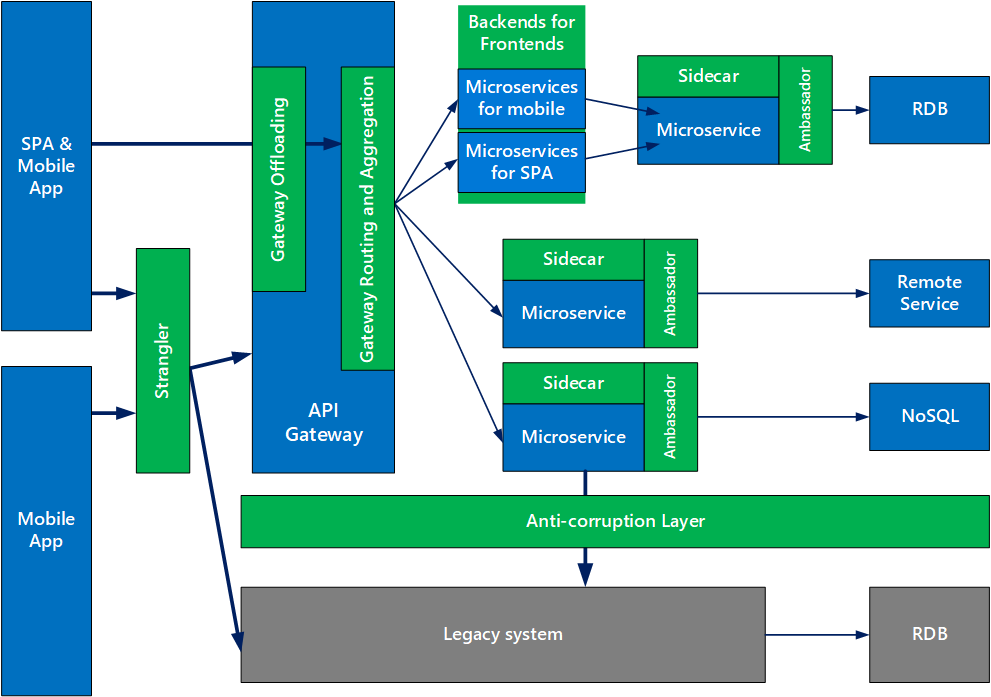 SPA &
Mobile
App
Mobile
App
Strangler
Gateway Offloading
Gateway Routing and Aggregation
API
Gateway
Backends for
Frontends
Microservices
for mobile
Microservices
for SPA
Sidecar
Microservice
Ambassador
RDB
Sidecar
Microservice
Ambassador
Remote
Service
Sidecar
Microservice
Ambassador
NoSQL
Anti-corruption Layer
Legacy system
RDB